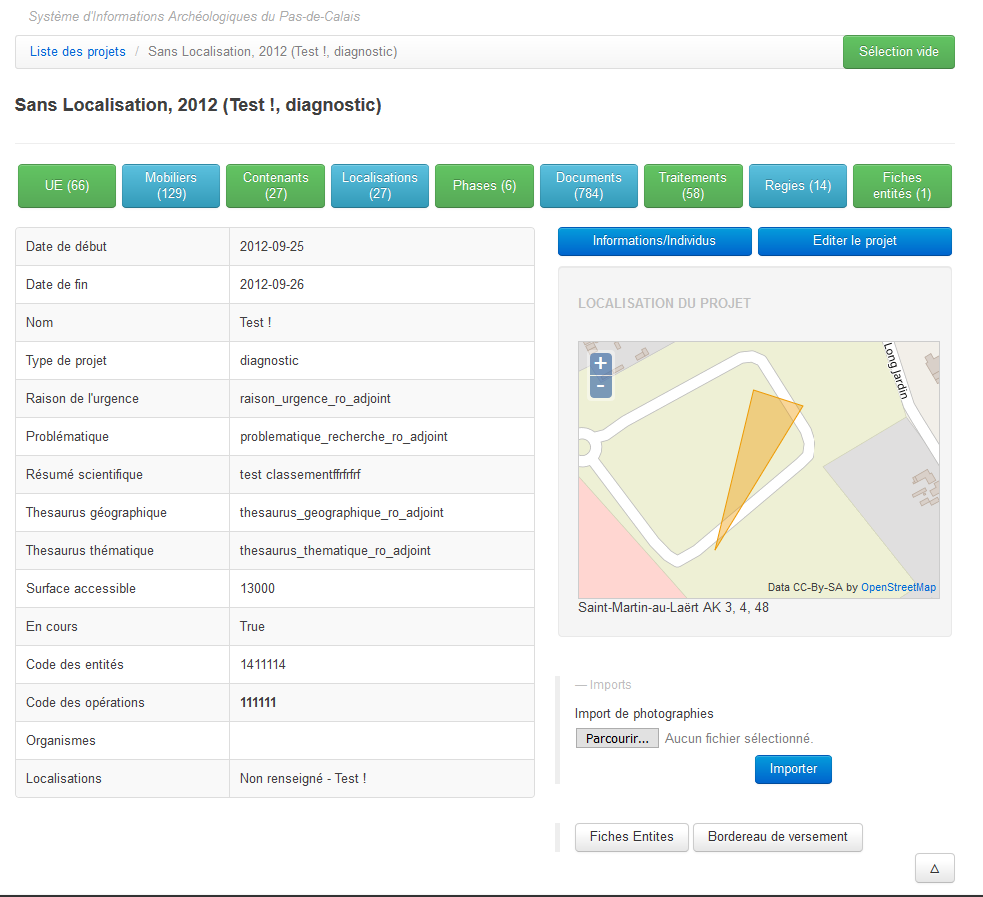 Système d'Informations Archéologiques du Pas-de-Calais
Liste des projets / Sans Localisation, 2012 (Test !, diagnostic)
Sélection vide
Sans Localisation, 2012 (Test !, diagnostic)
UE (66)
Mobiliers
(129)
Contenants
(27)
Localisations
(27)
Phases (6)
Documents
(784)
Traitements
(58)
Regies (14)
Fiches
entités (1)
Date de début 2012-09-25
Date de fin 2012-09-26
Nom Test !
Type de projet diagnostic
Raison de l'urgence raison_urgence_ro_adjoint
Problématique problematique_recherche_ro_adjoint
Résumé scientifique
Thesaurus géographique thesaurus_geographique_ro_adjoint
Thesaurus thématique thesaurus_thematique_ro_adjoint
Surface accessible 13000
En cours True
Code des entités 1411114
Code des opérations 111111
Organismes
Localisations Non renseigné - Test !
Informations/Individus
Editer le projet
LOCALISATION DU PROJET
+
-
Long Jardin
Data CC-By-SA by OpenStreetMap
Saint-Martin-au-Laërt AK 3, 4, 48
— Imports
Import de photographies
Parcourir... Aucun fichier sélectionné.
Importer
Fiches Entites
Bordereau de versement
△